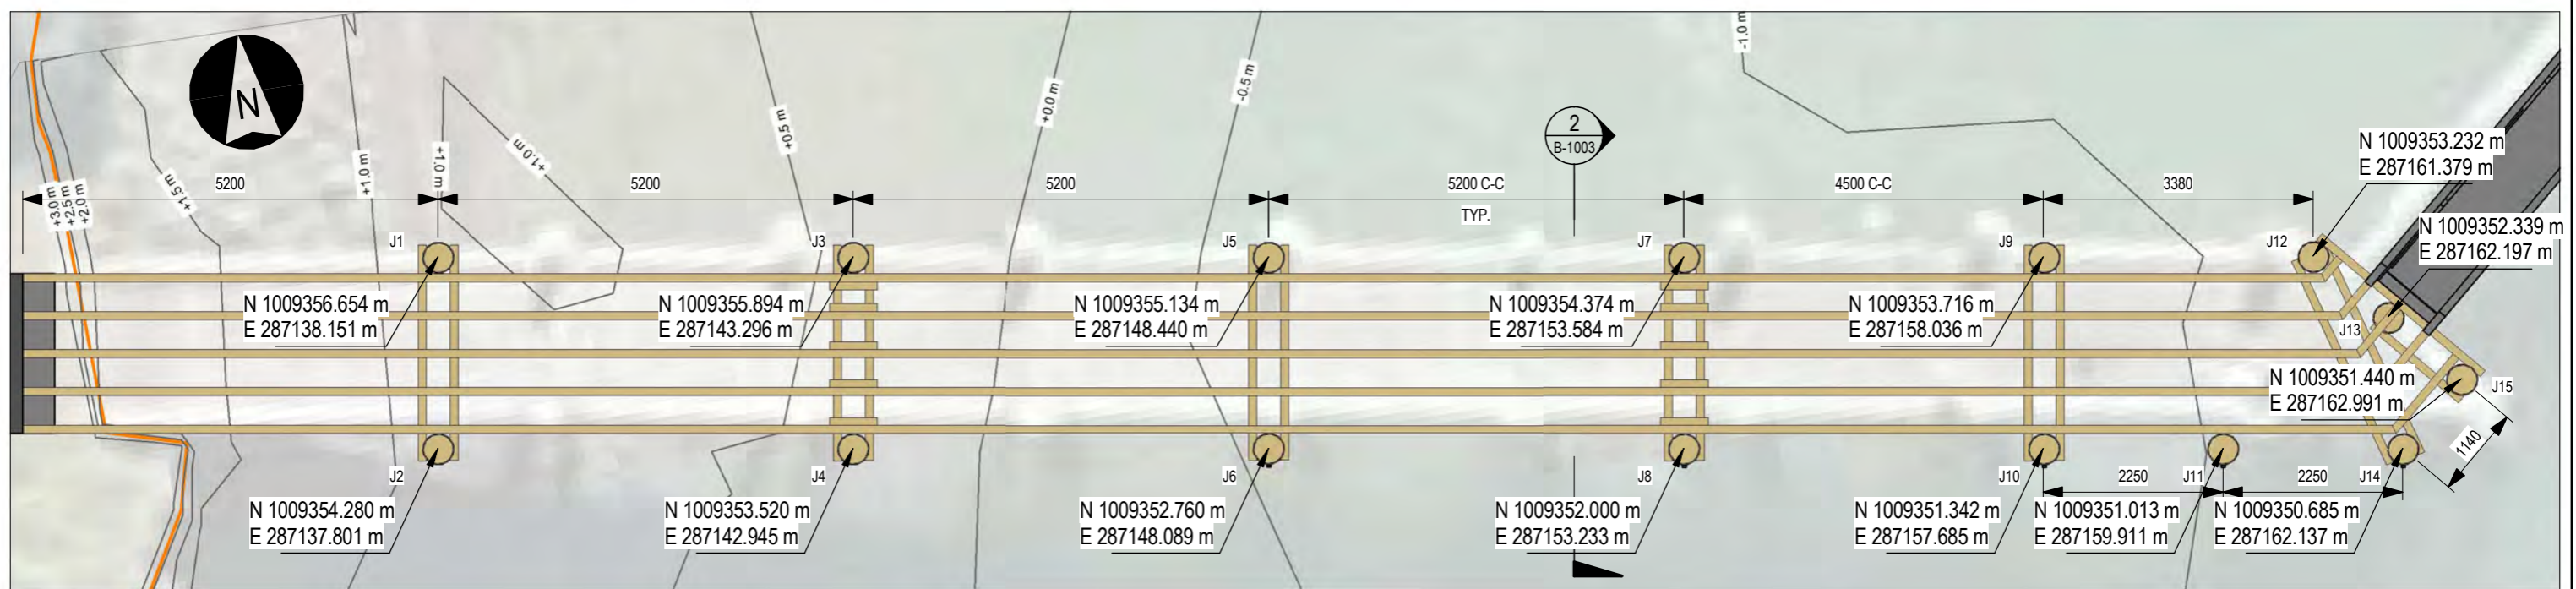 N
-1.0 m
2
B-1003
+0.5 m
+0.0 m
-0.5 m
+1.0 m
+1.0 m
+1.0 m
+1.5 m
+3.0 m
+2.5 m
+2.0 m
5200
5200
5200
5200 C-C
TYP.
4500 C-C
3380
N 1009353.232 m
E 287161.379 m
N 1009352.339 m
E 287162.197 m
J1
J3
J5
J7
J9
J12
N 1009356.654 m
E 287138.151 m
N 1009355.894 m
E 287143.296 m
N 1009355.134 m
E 287148.440 m
N 1009354.374 m
E 287153.584 m
N 1009353.716 m
E 287158.036 m
J13
N 1009351.440 m
E 287162.991 m
J15
1140
J2
J4
J6
J8
J10
2250
J11
2250
J14
N 1009354.280 m
E 287137.801 m
N 1009353.520 m
E 287142.945 m
N 1009352.760 m
E 287148.089 m
N 1009352.000 m
E 287153.233 m
N 1009351.342 m
E 287157.685 m
N 1009351.013 m
E 287159.911 m
N 1009350.685 m
E 287162.137 m